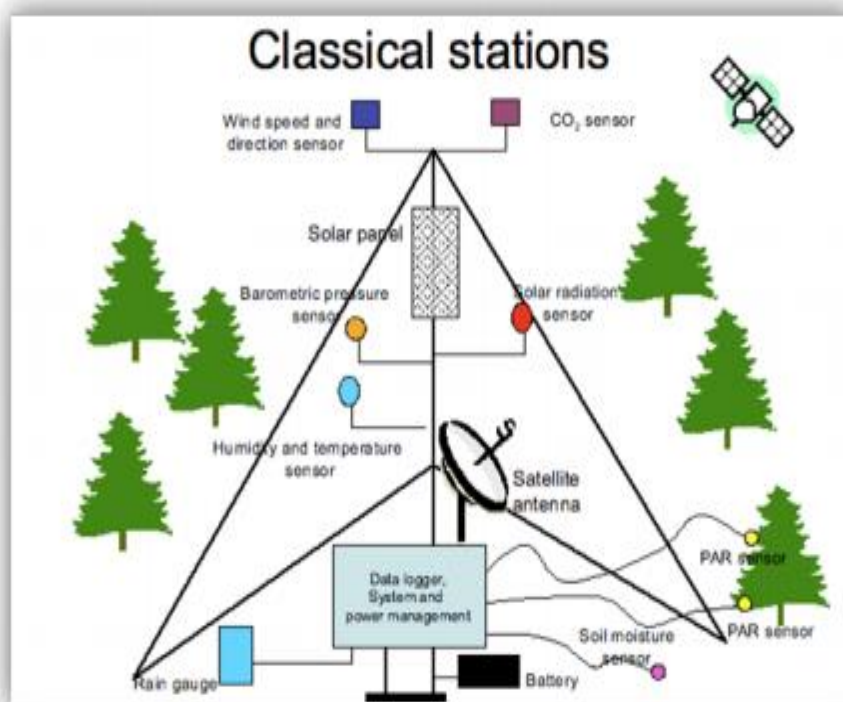 Classical stations
Wind speed and
direction sensor
CO₂ sensor
Solar panel
Barometric pressure
sensor
Solar radiation
sensor
Humidity and temperature
sensor
Satellite
antenna
Data logger,
System and
power management
PAR sensor
PAR sensor
Soil moisture
sensor
Rain gauge
Battery